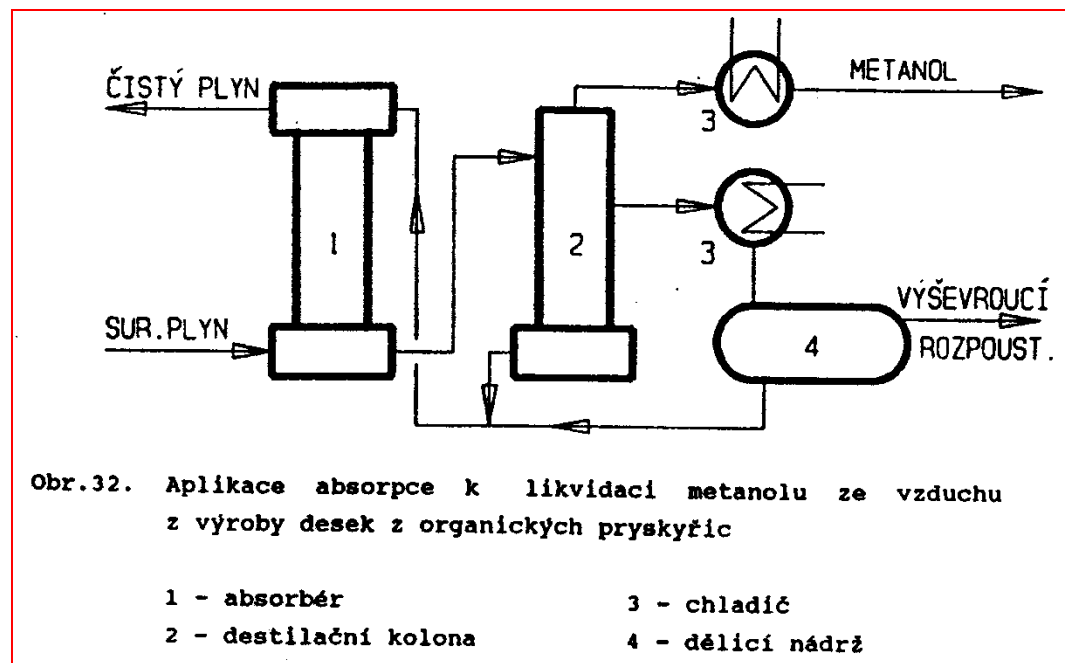 ČISTÝ PLYN
METANOL
3
1
2
3
SUR.PLYN
4
VÝŠEVROUCÍ
ROZPOUST.
Obr.32. Aplikace absorpce k likvidaci metanolu ze vzduchu
z výroby desek z organických pryskyřic
1 - absorbér
3 - chladič
2 - destilační kolona
4 - dělicí nádrž